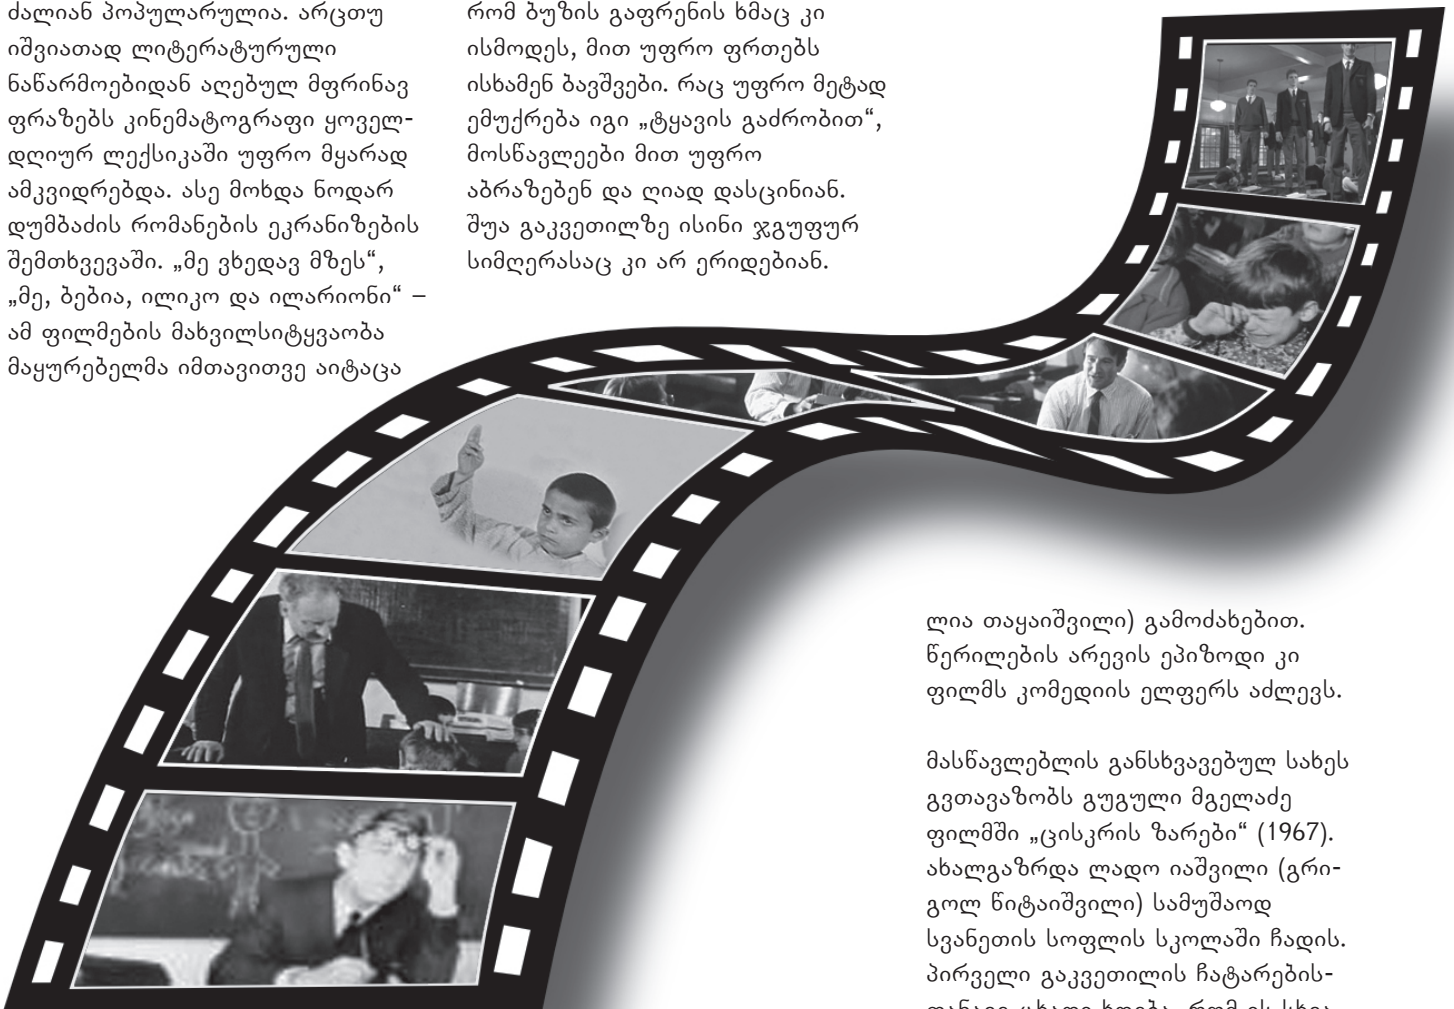 ძალიან პოპულარულია. არცთუ
იშვიათად ლიტერატურული
ნაწარმოებიდან აღებულ მფრინავ
ფრაზებს კინემატოგრაფი ყოველ-
დღიურ ლექსიკაში უფრო მყარად
ამკვიდრებდა. ასე მოხდა ნოდარ
დუმბაძის რომანების ეკრანიზების
შემთხვევაში. „მე ვხედავ მზეს“,
„მე, ბებია, ილიკო და ილარიონი“ –
ამ ფილმების მახვილსიტყვაობა
მაყურებელმა იმთავითვე აიტაცა
რომ ბუზის გაფრენის ხმაც კი
ისმოდეს, მით უფრო ფრთებს
ისხამენ ბავშვები. რაც უფრო მეტად
ემუქრება იგი „ტყავის გაძრობით“,
მოსწავლეები მით უფრო
აბრაზებენ და ღიად დასცინიან.
შუა გაკვეთილზე ისინი ჯგუფურ
სიმღერასაც კი არ ერიდებიან.
ლია თაყაიშვილი) გამოძახებით.
წერილების არევის ეპიზოდი კი
ფილმს კომედიის ელფერს აძლევს.
მასწავლებლის განსხვავებულ სახეს
გვთავაზობს გუგული მგელაძე
ფილმში „ცისკრის ზარები“ (1967).
ახალგაზრდა ლადო იაშვილი (გრი-
გოლ წიტაიშვილი) სამუშაოდ
სვანეთის სოფლის სკოლაში ჩადის.
პირველი გაკვეთილის ჩატარების-